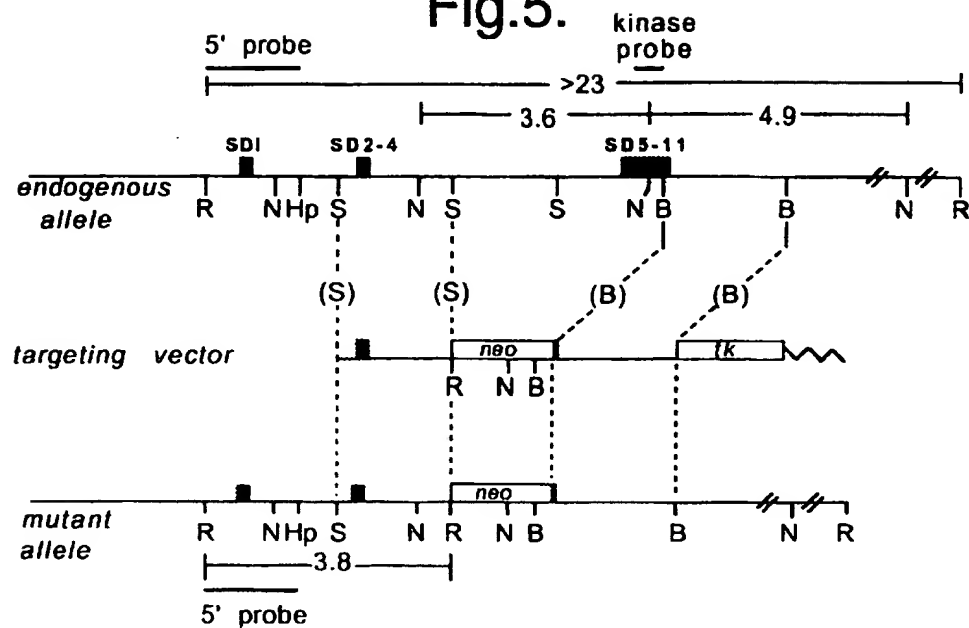 Fig.5.
5' probe
kinase
probe
>23
3.6 4.9
SD1 SD2-4 SD5-11
endogenous
allele
R N Hp S N S S N B B N R
(S) (S) (B) (B)
targeting vector
neo tk
R N B
neo
mutant
allele
R N Hp S N R N B B N R
3.8
5' probe